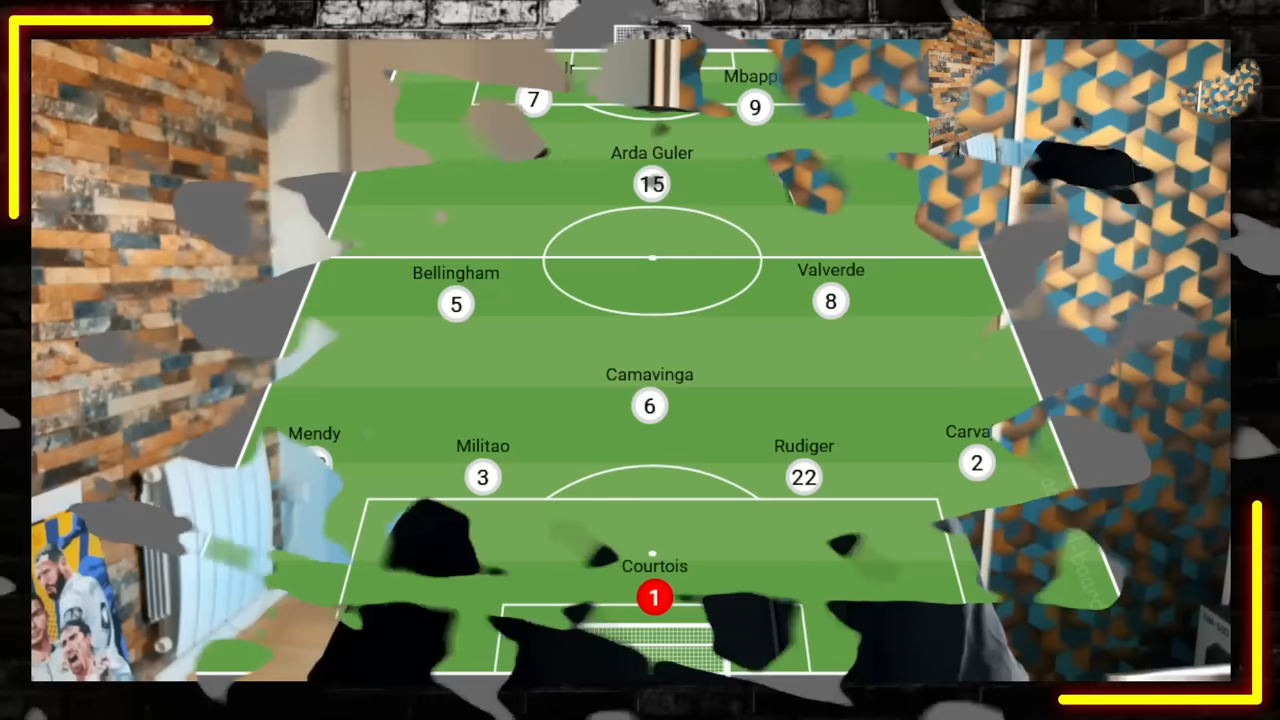 Jr
Mbapp
7
9
Arda Guler
15
Bellingham
Valverde
5
8
Camavinga
6
Mendy
Militao
Rudiger
Carva
3
22
2
Courtois
1